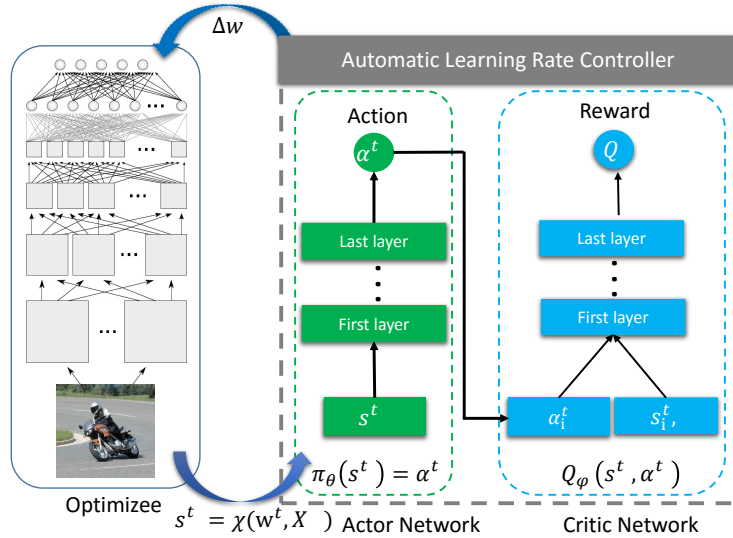 Δw
Automatic Learning Rate Controller
Action
Reward
α^t
Q
Last layer
Last layer
First layer
First layer
s^t
α_i^t
s_i^t,
π_θ(s^t) = α^t
Q_φ(s^t, α^t)
Optimizee
s^t = χ(w^t, X )
Actor Network
Critic Network